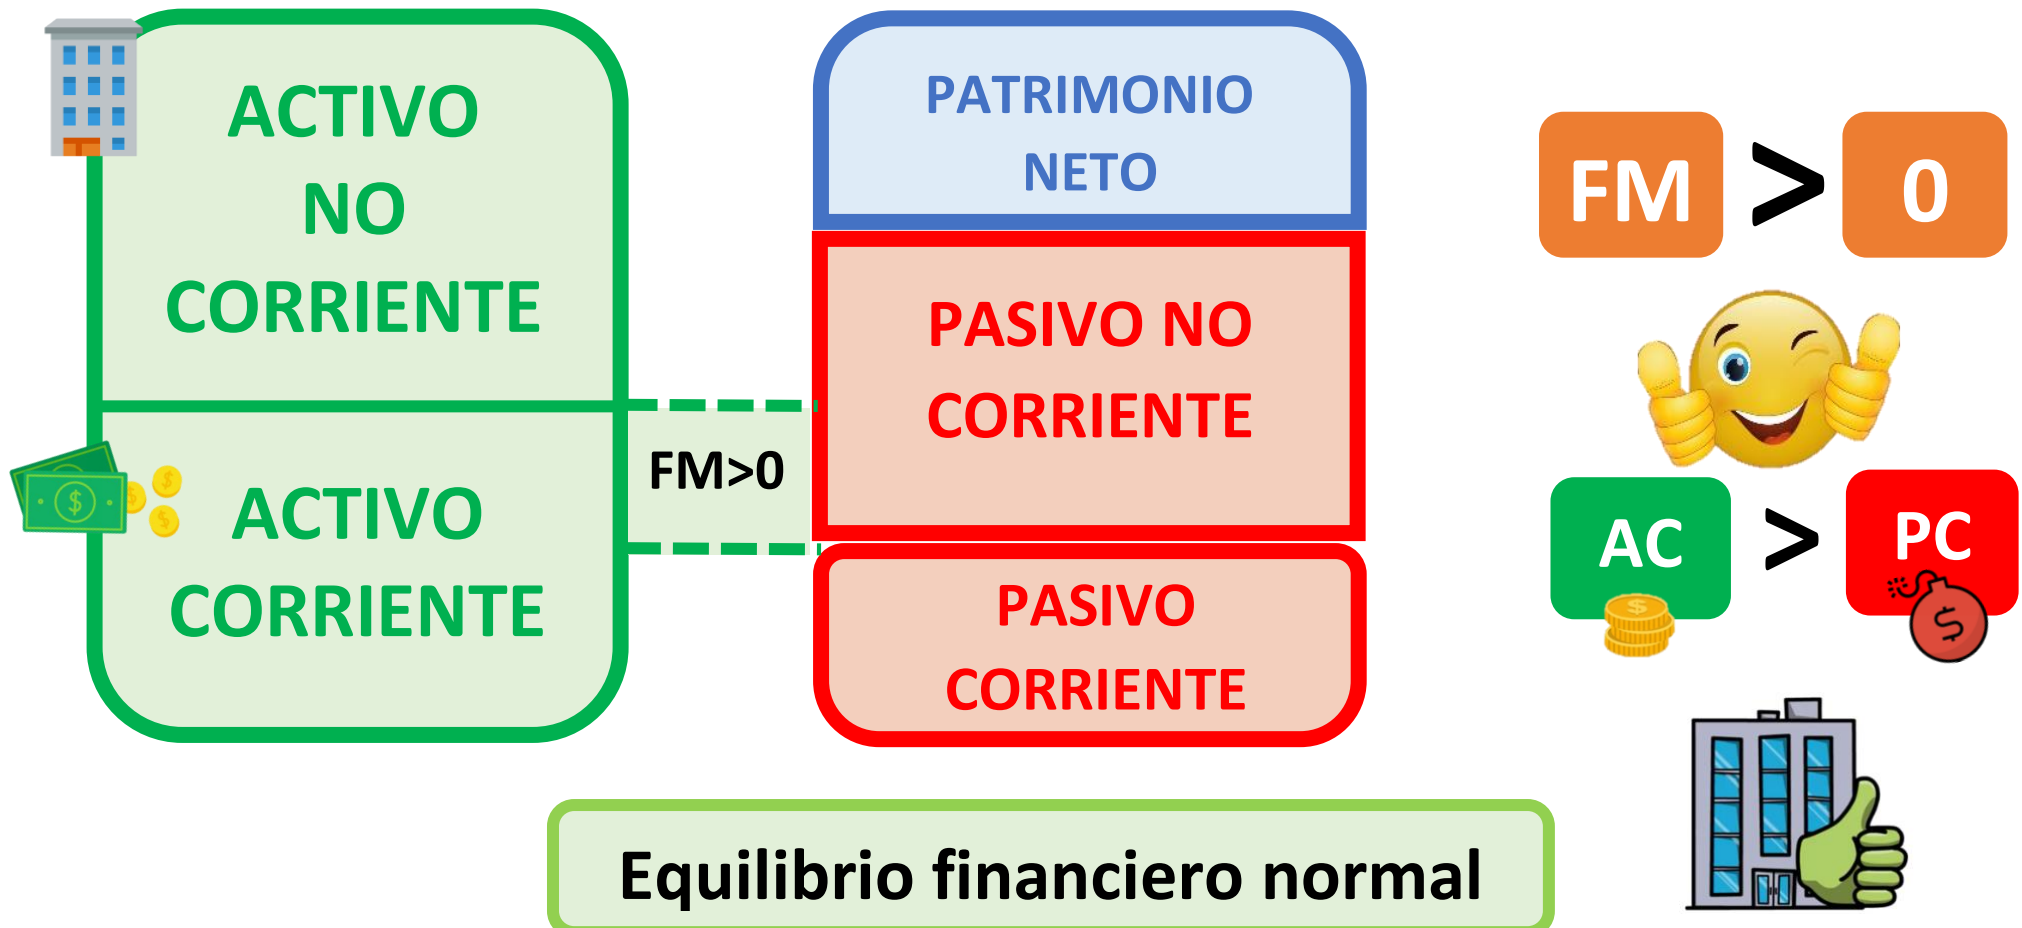 ACTIVO
NO
CORRIENTE
ACTIVO
CORRIENTE
FM>0
PATRIMONIO
NETO
PASIVO NO
CORRIENTE
PASIVO
CORRIENTE
FM > 0
AC > PC
Equilibrio financiero normal